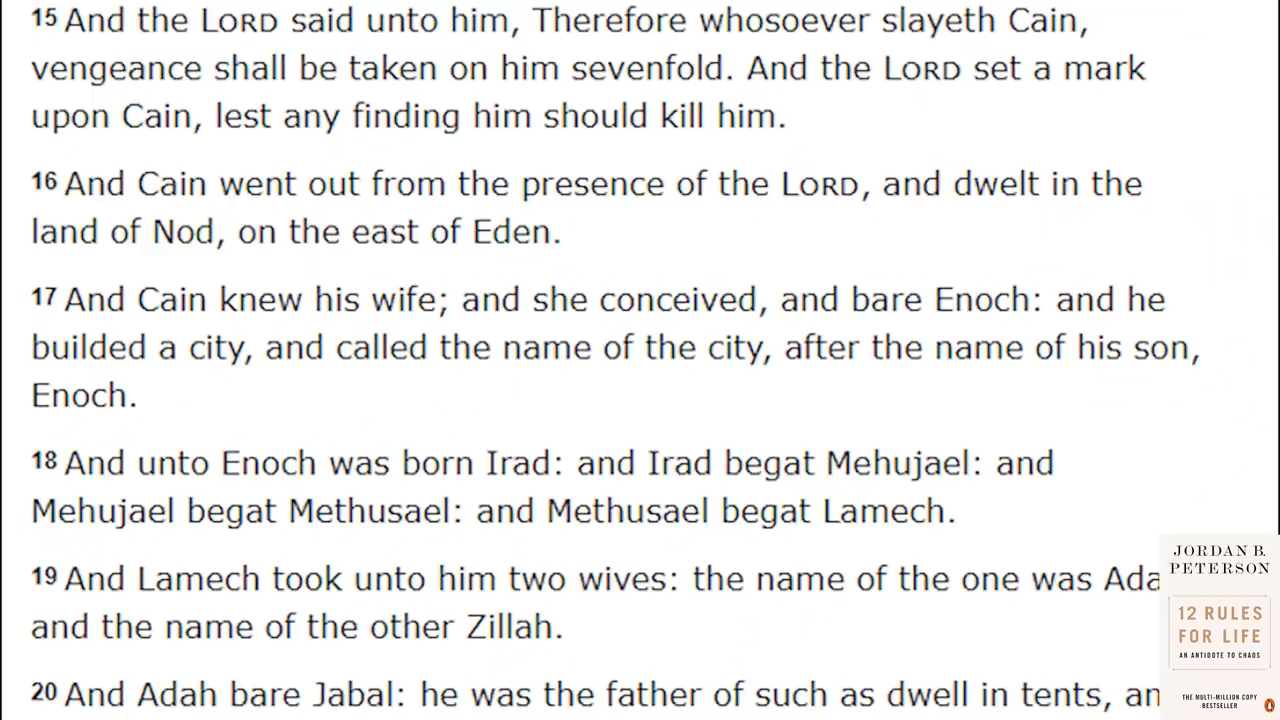 15 And the LORD said unto him, Therefore whosoever slayeth Cain,
vengeance shall be taken on him sevenfold. And the LORD set a mark
upon Cain, lest any finding him should kill him.
16 And Cain went out from the presence of the LORD, and dwelt in the
land of Nod, on the east of Eden.
17 And Cain knew his wife; and she conceived, and bare Enoch: and he
builded a city, and called the name of the city, after the name of his son,
Enoch.
18 And unto Enoch was born Irad: and Irad begat Mehujael: and
Mehujael begat Methusael: and Methusael begat Lamech.
19 And Lamech took unto him two wives: the name of the one was Ada
and the name of the other Zillah.
20 And Adah bare Jabal: he was the father of such as dwell in tents, an
JORDAN B.
PETERSON
12 RULES
FOR LIFE
AN ANTIDOTE TO CHAOS
THE MULTI-MILLION COPY
BESTSELLER